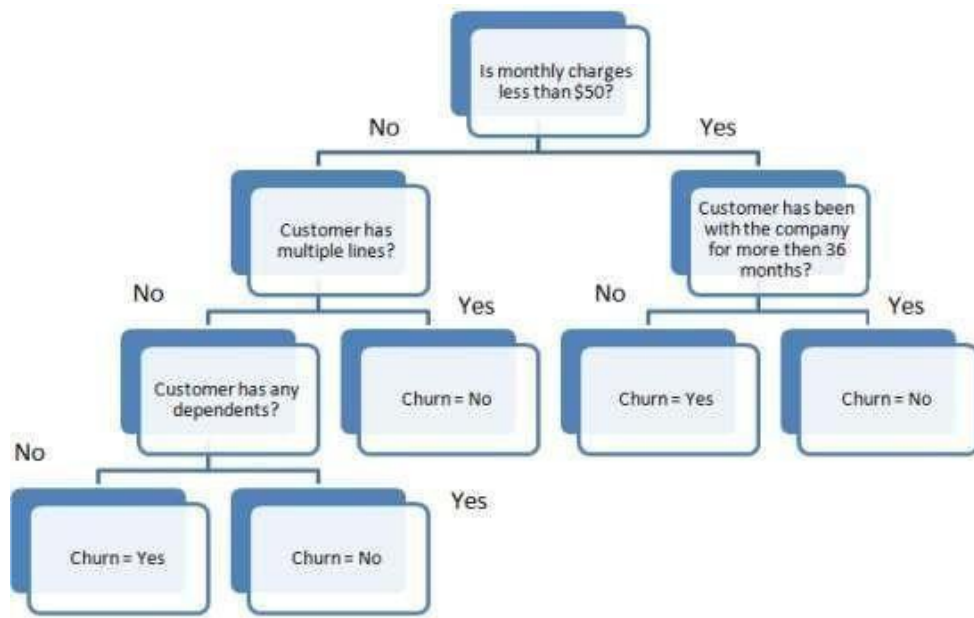 Is monthly charges
less than $50?
No
Yes
Customer has
multiple lines?
Customer has been
with the company
for more then 36
months?
No
Yes
No
Yes
Customer has any
dependents?
Churn = No
Churn = Yes
Churn = No
No
Yes
Churn = Yes
Churn = No